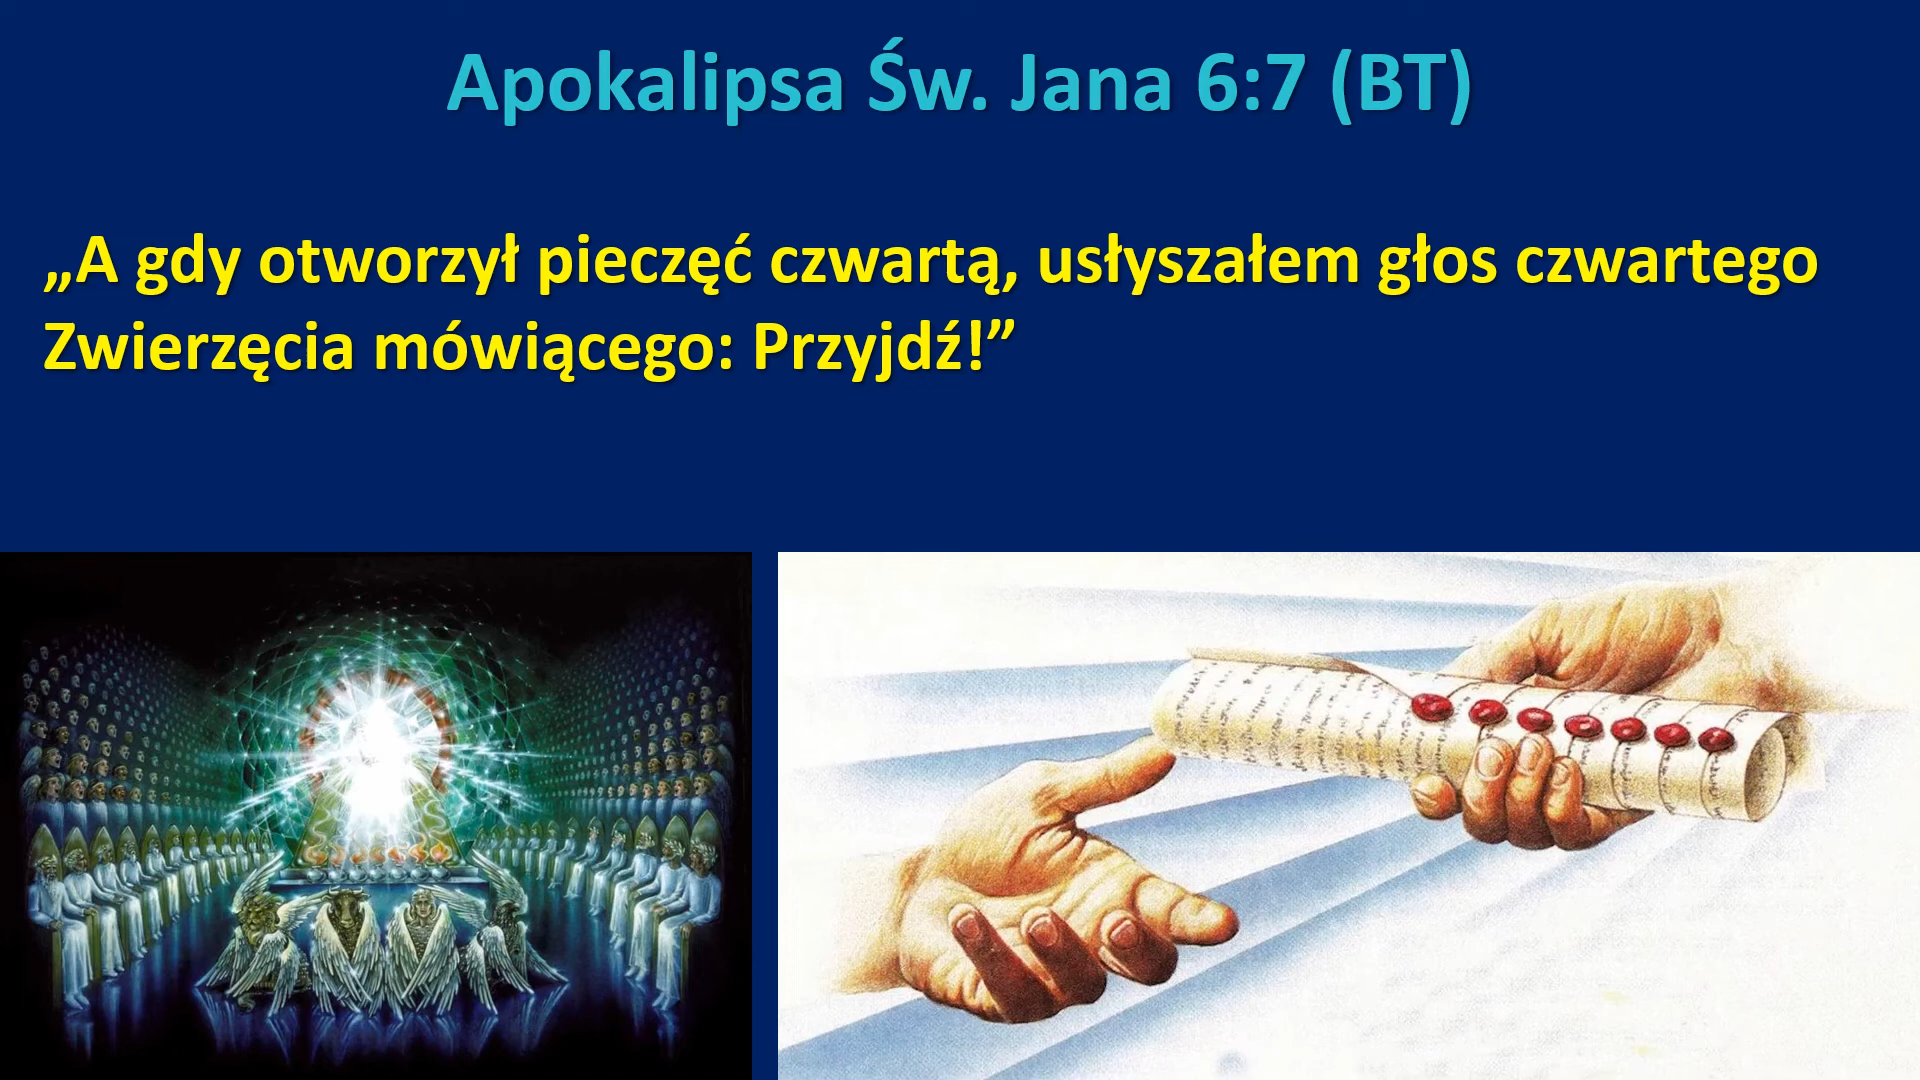 Apokalipsa Św. Jana 6:7 (BT)
„A gdy otworzył pieczęć czwartą, usłyszałem głos czwartego
Zwierzęcia mówiącego: Przyjdź!”